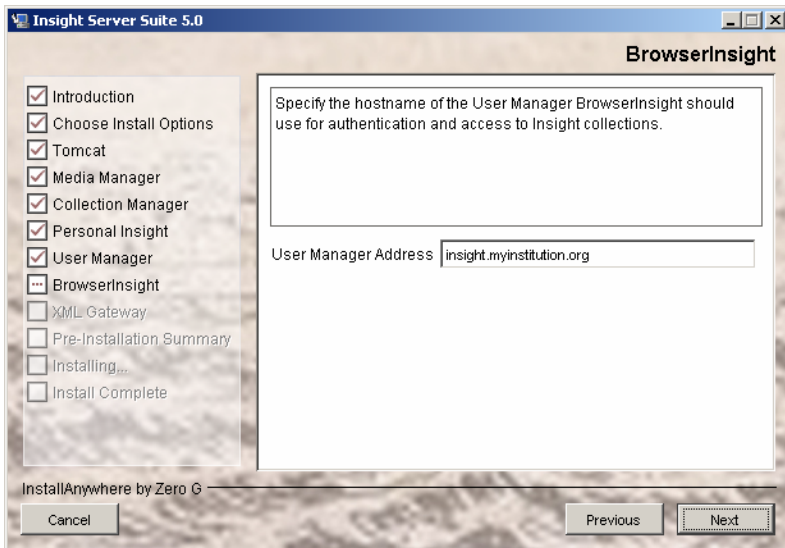 Insight Server Suite 5.0
BrowserInsight
Introduction
Choose Install Options
Tomcat
Media Manager
Collection Manager
Personal Insight
User Manager
BrowserInsight
XML Gateway
Pre-Installation Summary
Installing...
Install Complete
Specify the hostname of the User Manager BrowserInsight should
use for authentication and access to Insight collections.
User Manager Address insight.myinstitution.org
InstallAnywhere by Zero G
Cancel Previous Next